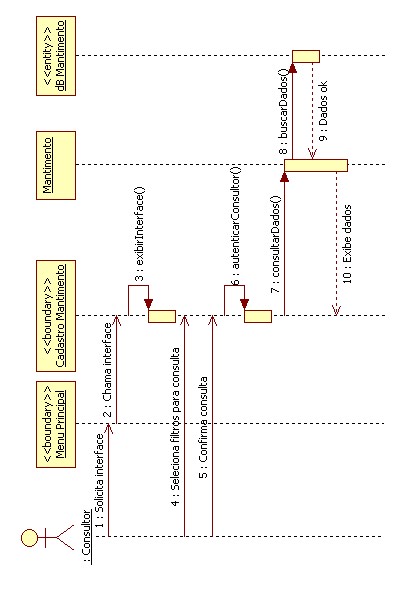 : Consultor
<<boundary>>
Menu Principal
<<boundary>>
Cadastro Mantimento
Mantimento
<<entity>>
dB Mantimento
1 : Solicita interface
2 : Chama interface
3 : exibirInterface()
4 : Seleciona filtros para consulta
5 : Confirma consulta
6 : autenticarConsultor()
7 : consultarDados()
8 : buscarDados()
9 : Dados ok
10 : Exibe dados